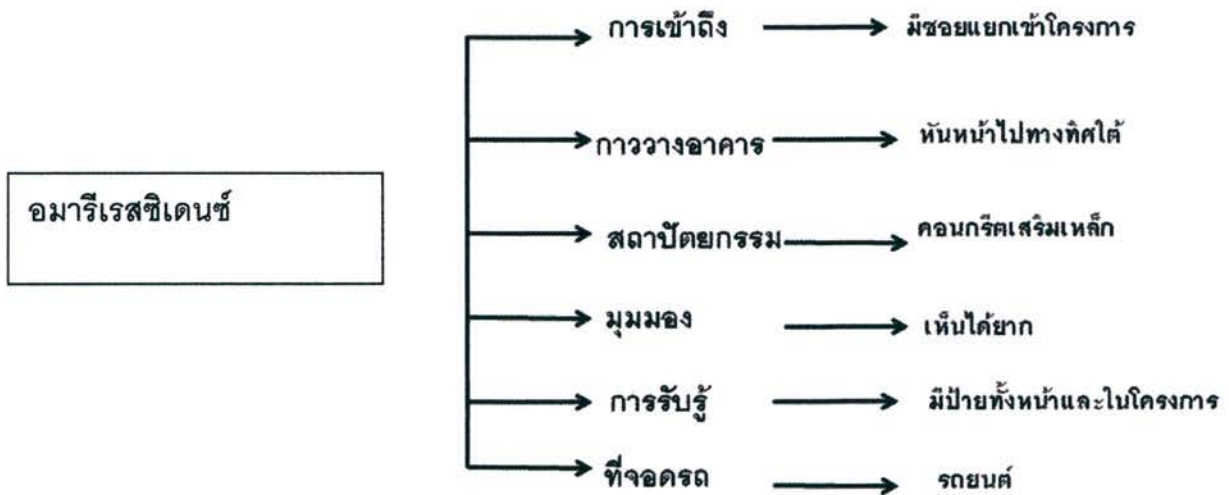 การเข้าถึง มีซอยแยกเข้าโครงการ
กาววางอาคาร หันหน้าไปทางทิศใต้
อมารีเรสซิเดนซ์
สถาปัตยกรรม คอนกรีตเสริมเหล็ก
มุมมอง เห็นได้ยาก
การรับรู้ มีป้ายทั้งหน้าและในโครงการ
ที่จอดรถ รถยนต์